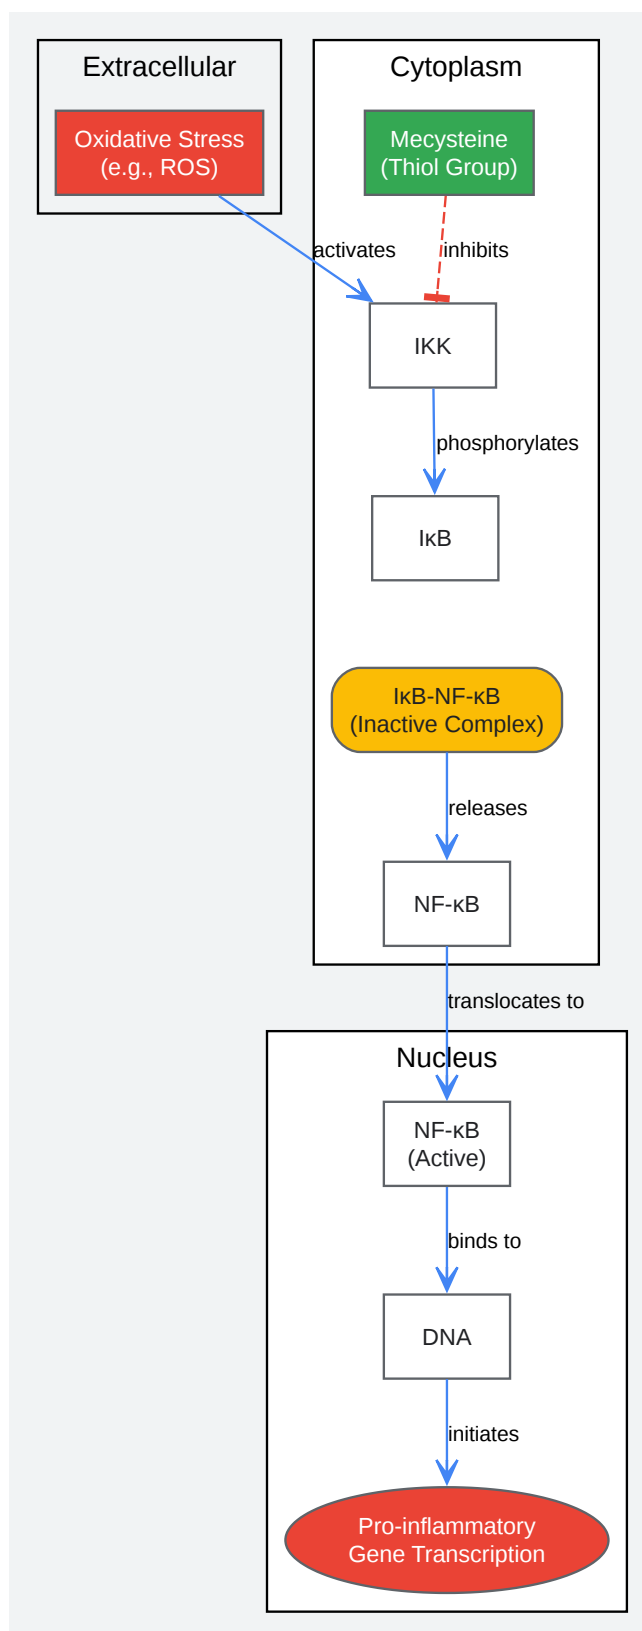 Extracellular
Cytoplasm
Oxidative Stress
(e.g., ROS)
Mecysteine
(Thiol Group)
activates
inhibits
IKK
phosphorylates
IκB
IκB-NF-κB
(Inactive Complex)
releases
NF-κB
translocates to
Nucleus
NF-κB
(Active)
binds to
DNA
initiates
Pro-inflammatory
Gene Transcription